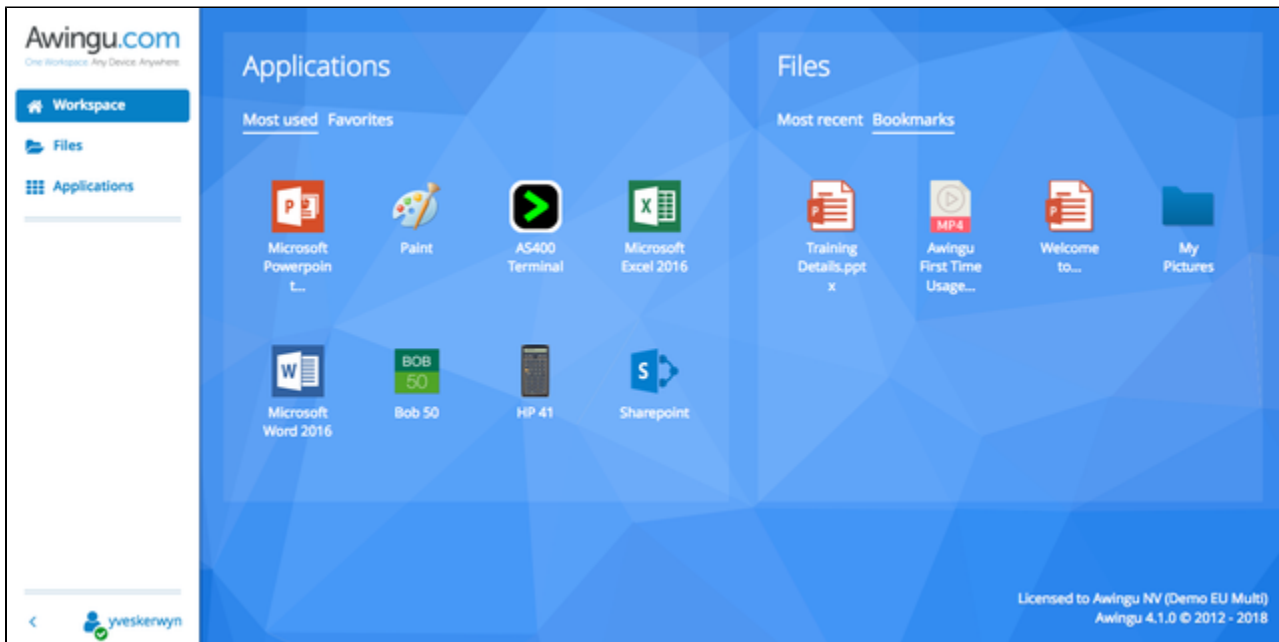 Awingu.com
One Workspace. Any Device. Anywhere.
Workspace
Files
Applications
yveskerwyn
Applications
Most used Favorites
P
Microsoft
Powerpoin
t...
Paint
AS400
Terminal
X
Microsoft
Excel 2016
W
Microsoft
Word 2016
BOB
50
Bob 50
HP 41
S
Sharepoint
Files
Most recent Bookmarks
P
Training
Details.ppt
x
MP4
Awingu
First Time
Usage...
P
Welcome
to...
My
Pictures
Licensed to Awingu NV (Demo EU Multi)
Awingu 4.1.0 © 2012 - 2018